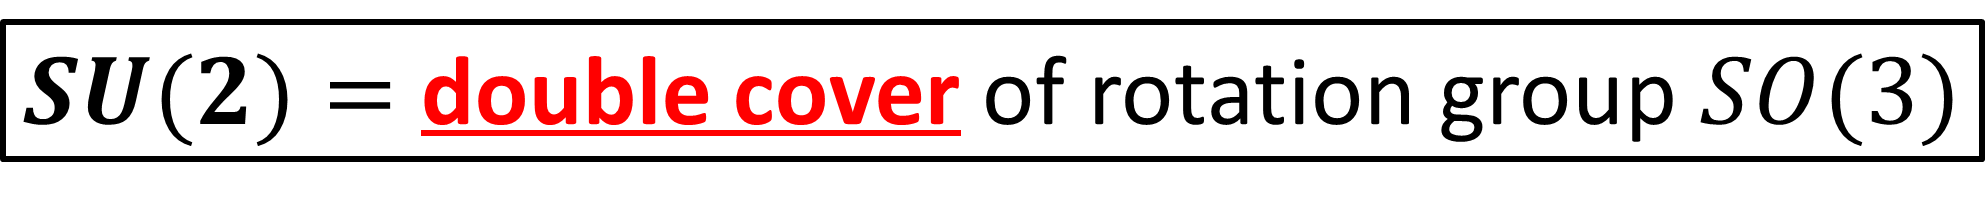 SU(2) = double cover of rotation group SO(3)